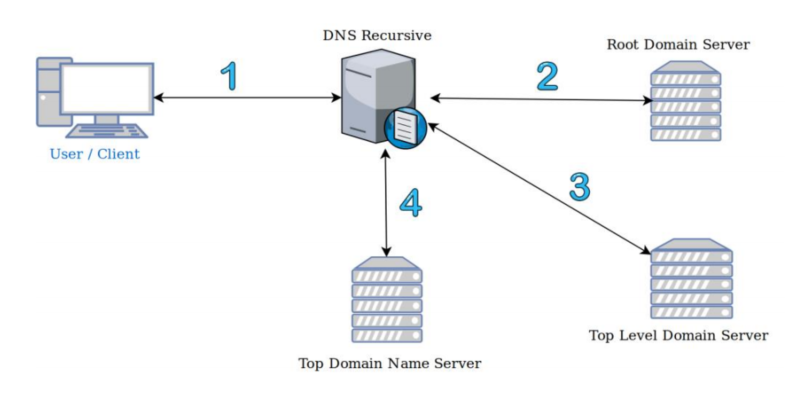 DNS Recursive
Root Domain Server
1
2
User / Client
3
4
Top Level Domain Server
Top Domain Name Server